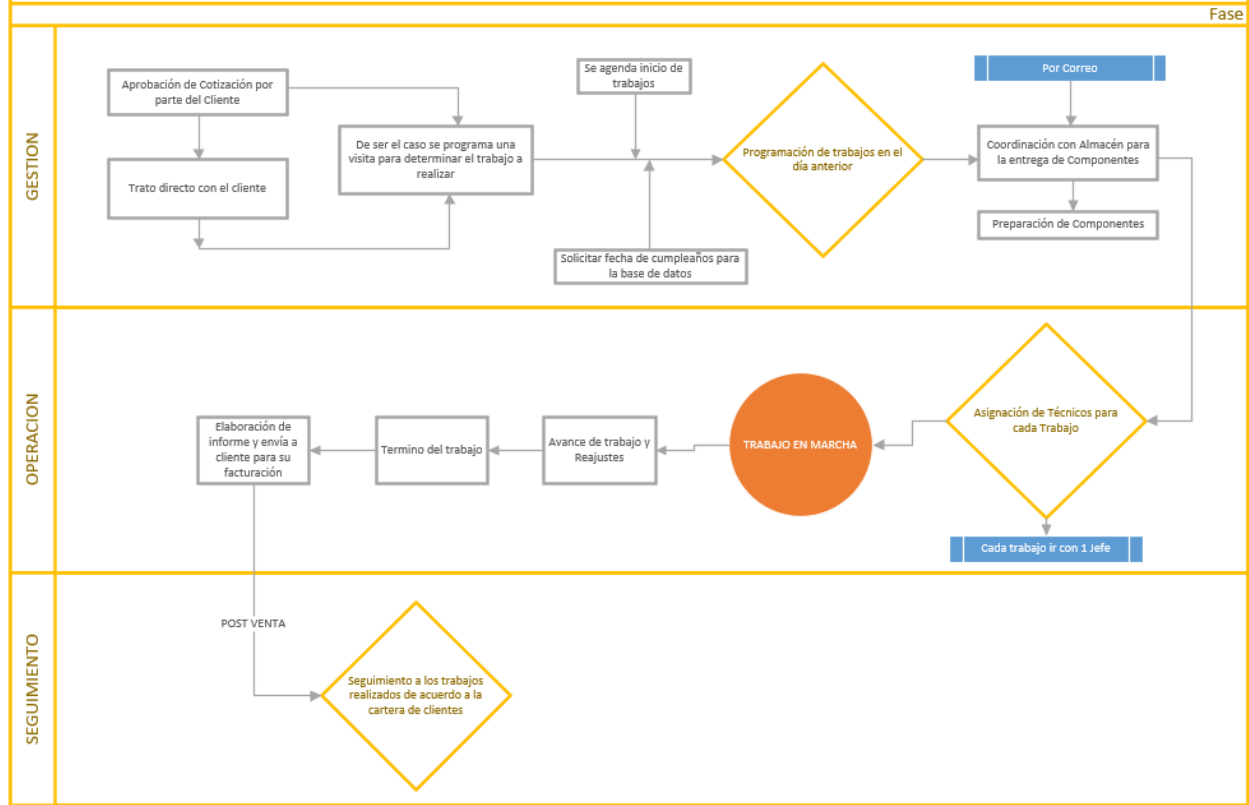 Fase
GESTION
Aprobación de Cotización por
parte del Cliente
Trato directo con el cliente
De ser el caso se programa una
visita para determinar el trabajo a
realizar
Se agenda inicio de
trabajos
Solicitar fecha de cumpleaños para
la base de datos
Programación de trabajos en el
día anterior
Por Correo
Coordinación con Almacén para
la entrega de Componentes
Preparación de Componentes
OPERACION
Asignación de Técnicos para
cada Trabajo
Cada trabajo ir con 1 Jefe
TRABAJO EN MARCHA
Avance de trabajo y
Reajustes
Termino del trabajo
Elaboración de
informe y envía a
cliente para su
facturación
SEGUIMIENTO
POST VENTA
Seguimiento a los trabajos
realizados de acuerdo a la
cartera de clientes